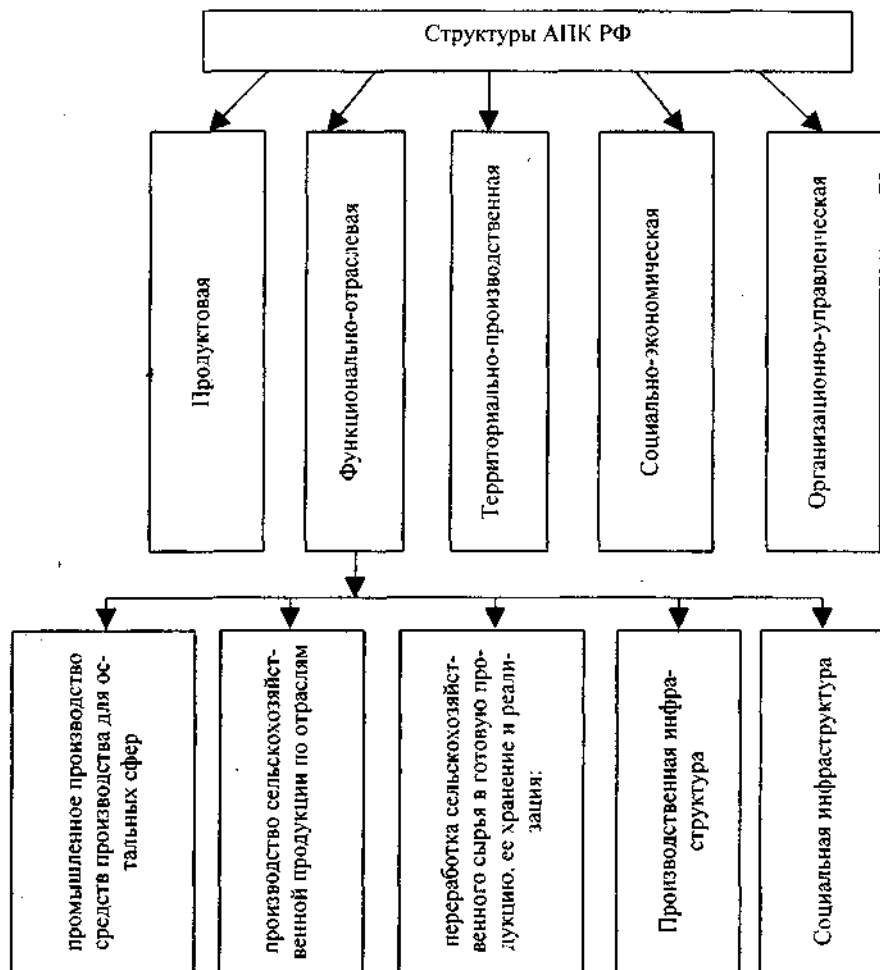 Структуры АПК РФ
Продуктовая
Функционально-отраслевая
Территориально-производственная
Социально-экономическая
Организационно-управленческая
промышленное производство
средств производства для ос-
тальных сфер
производство сельскохозяйст-
венной продукции по отраслям
переработка сельскохозяйст-
венного сырья в готовую про-
дукцию, ее хранение и реали-
зация;
Производственная инфра-
структура
Социальная инфраструктура